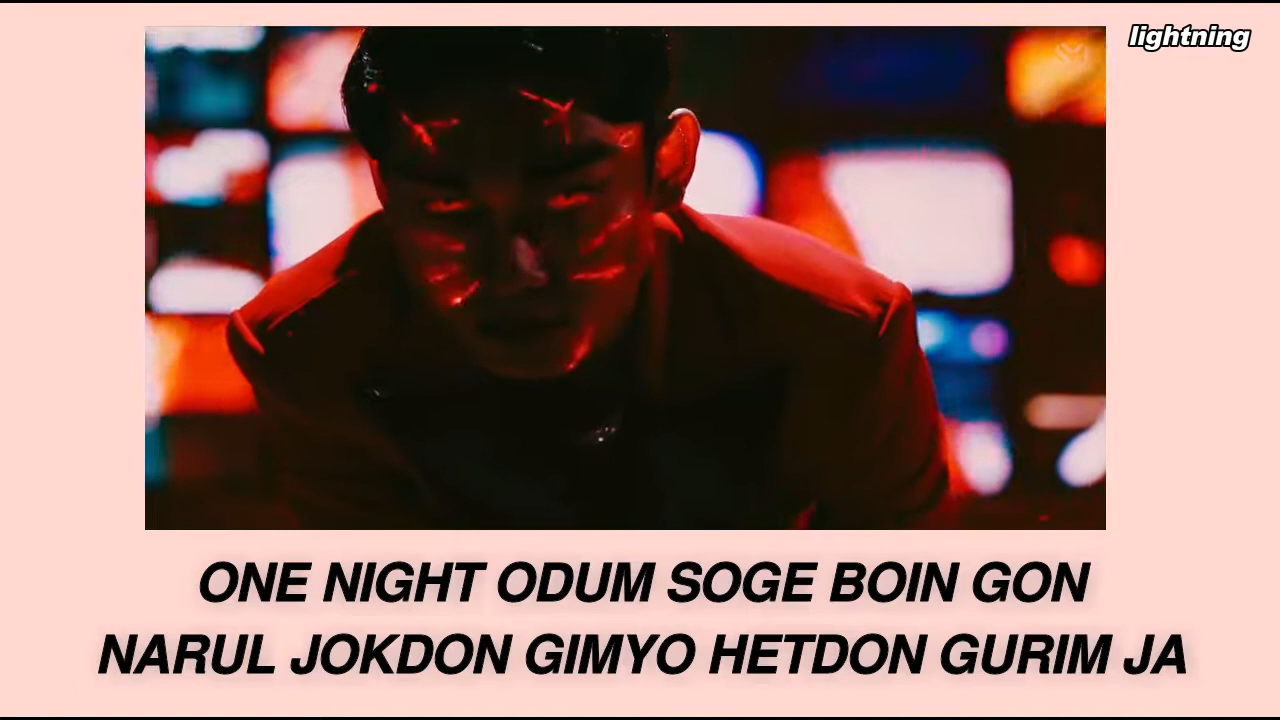 lightning
ONE NIGHT ODUM SOGE BOIN GON
NARUL JOKDON GIMYO HETDON GURIM JA